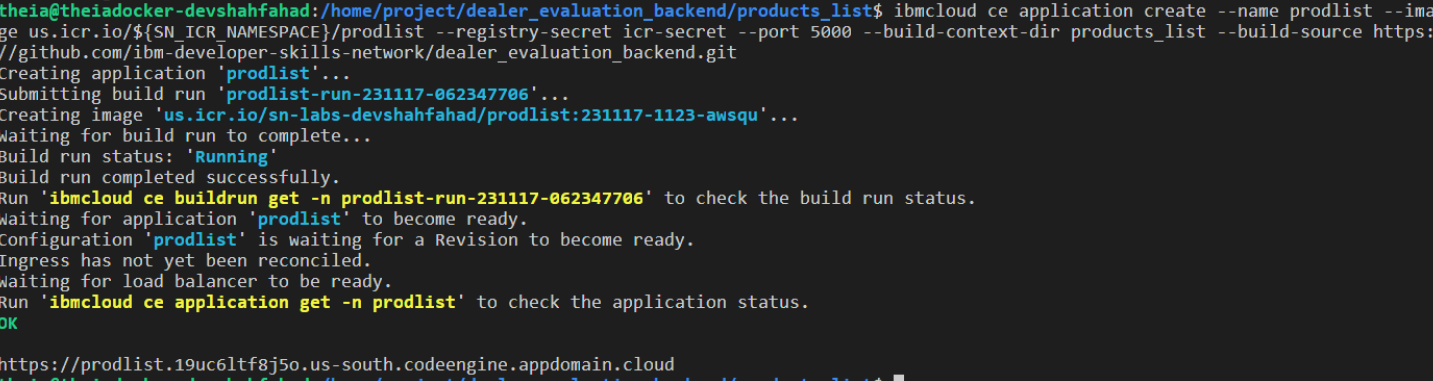 theia@theiadocker-devshahfahad:/home/project/dealer_evaluation_backend/products_list$ ibmcloud ce application create --name prodlist --ima
ge us.icr.io/${SN_ICR_NAMESPACE}/prodlist --registry-secret icr-secret --port 5000 --build-context-dir products_list --build-source https:
//github.com/ibm-developer-skills-network/dealer_evaluation_backend.git
Creating application 'prodlist'...
Submitting build run 'prodlist-run-231117-062347706'...
Creating image 'us.icr.io/sn-labs-devshahfahad/prodlist:231117-1123-awsqu'...
Waiting for build run to complete...
Build run status: 'Running'
Build run completed successfully.
Run 'ibmcloud ce buildrun get -n prodlist-run-231117-062347706' to check the build run status.
Waiting for application 'prodlist' to become ready.
Configuration 'prodlist' is waiting for a Revision to become ready.
Ingress has not yet been reconciled.
Waiting for load balancer to be ready.
Run 'ibmcloud ce application get -n prodlist' to check the application status.
OK
https://prodlist.19uc6ltf8j5o.us-south.codeengine.appdomain.cloud